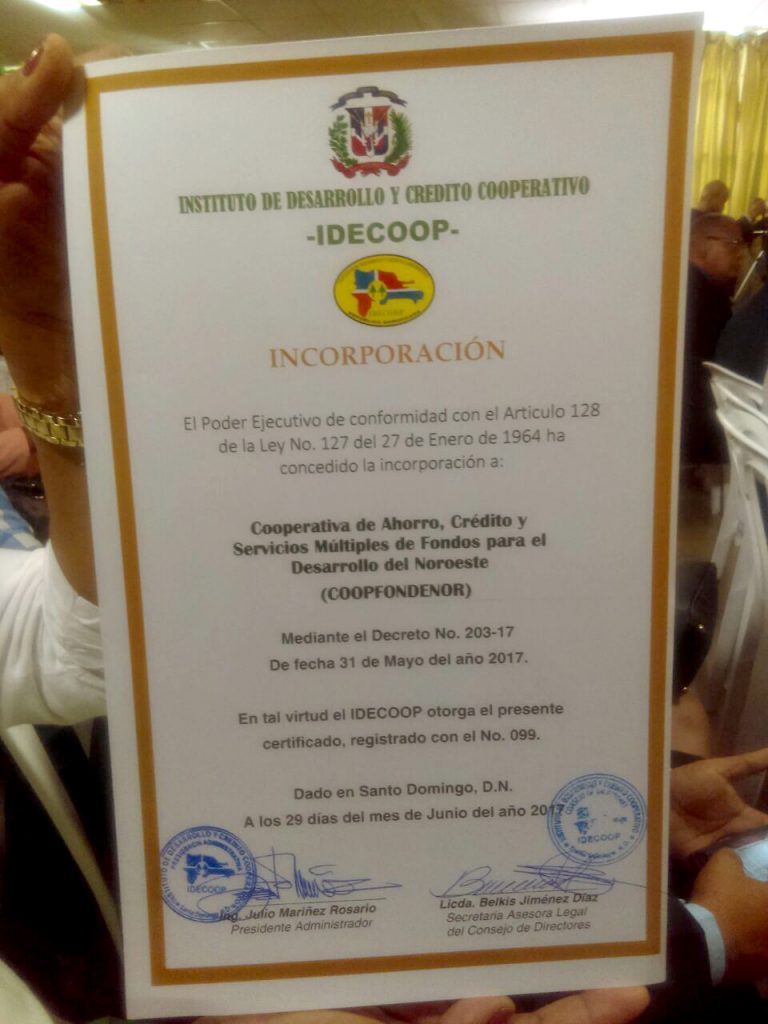 INSTITUTO DE DESARROLLO Y CREDITO COOPERATIVO
-IDECOOP-
IDECOOP
INCORPORACIÓN
El Poder Ejecutivo de conformidad con el Articulo 128
de la Ley No. 127 del 27 de Enero de 1964 ha
concedido la incorporación a:
Cooperativa de Ahorro, Crédito y
Servicios Múltiples de Fondos para el
Desarrollo del Noroeste
(COOPFONDENOR)
Mediante el Decreto No. 203-17
De fecha 31 de Mayo del año 2017.
En tal virtud el IDECOOP otorga el presente
certificado, registrado con el No. 099.
Dado en Santo Domingo, D.N.
A los 29 días del mes de Junio del año 2017
IDECOOP
IDECOOP
Ing. Julio Mariñez Rosario
Presidente Administrador
Licda. Belkis Jiménez Díaz
Secretaria Asesora Legal
del Consejo de Directores